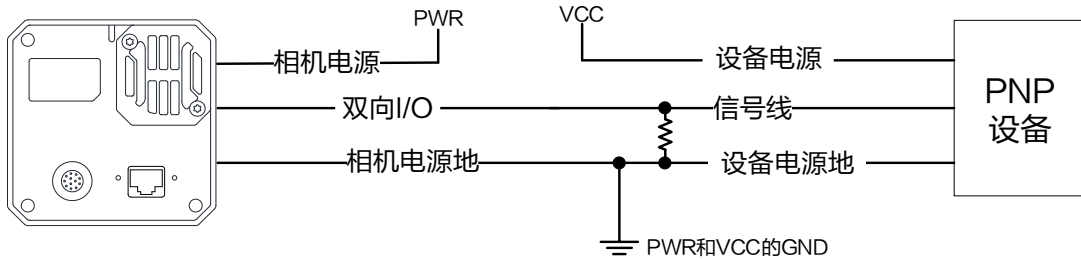 PWR
VCC
相机电源
设备电源
双向I/O
信号线
相机电源地
设备电源地
PNP
设备
PWR和VCC的GND